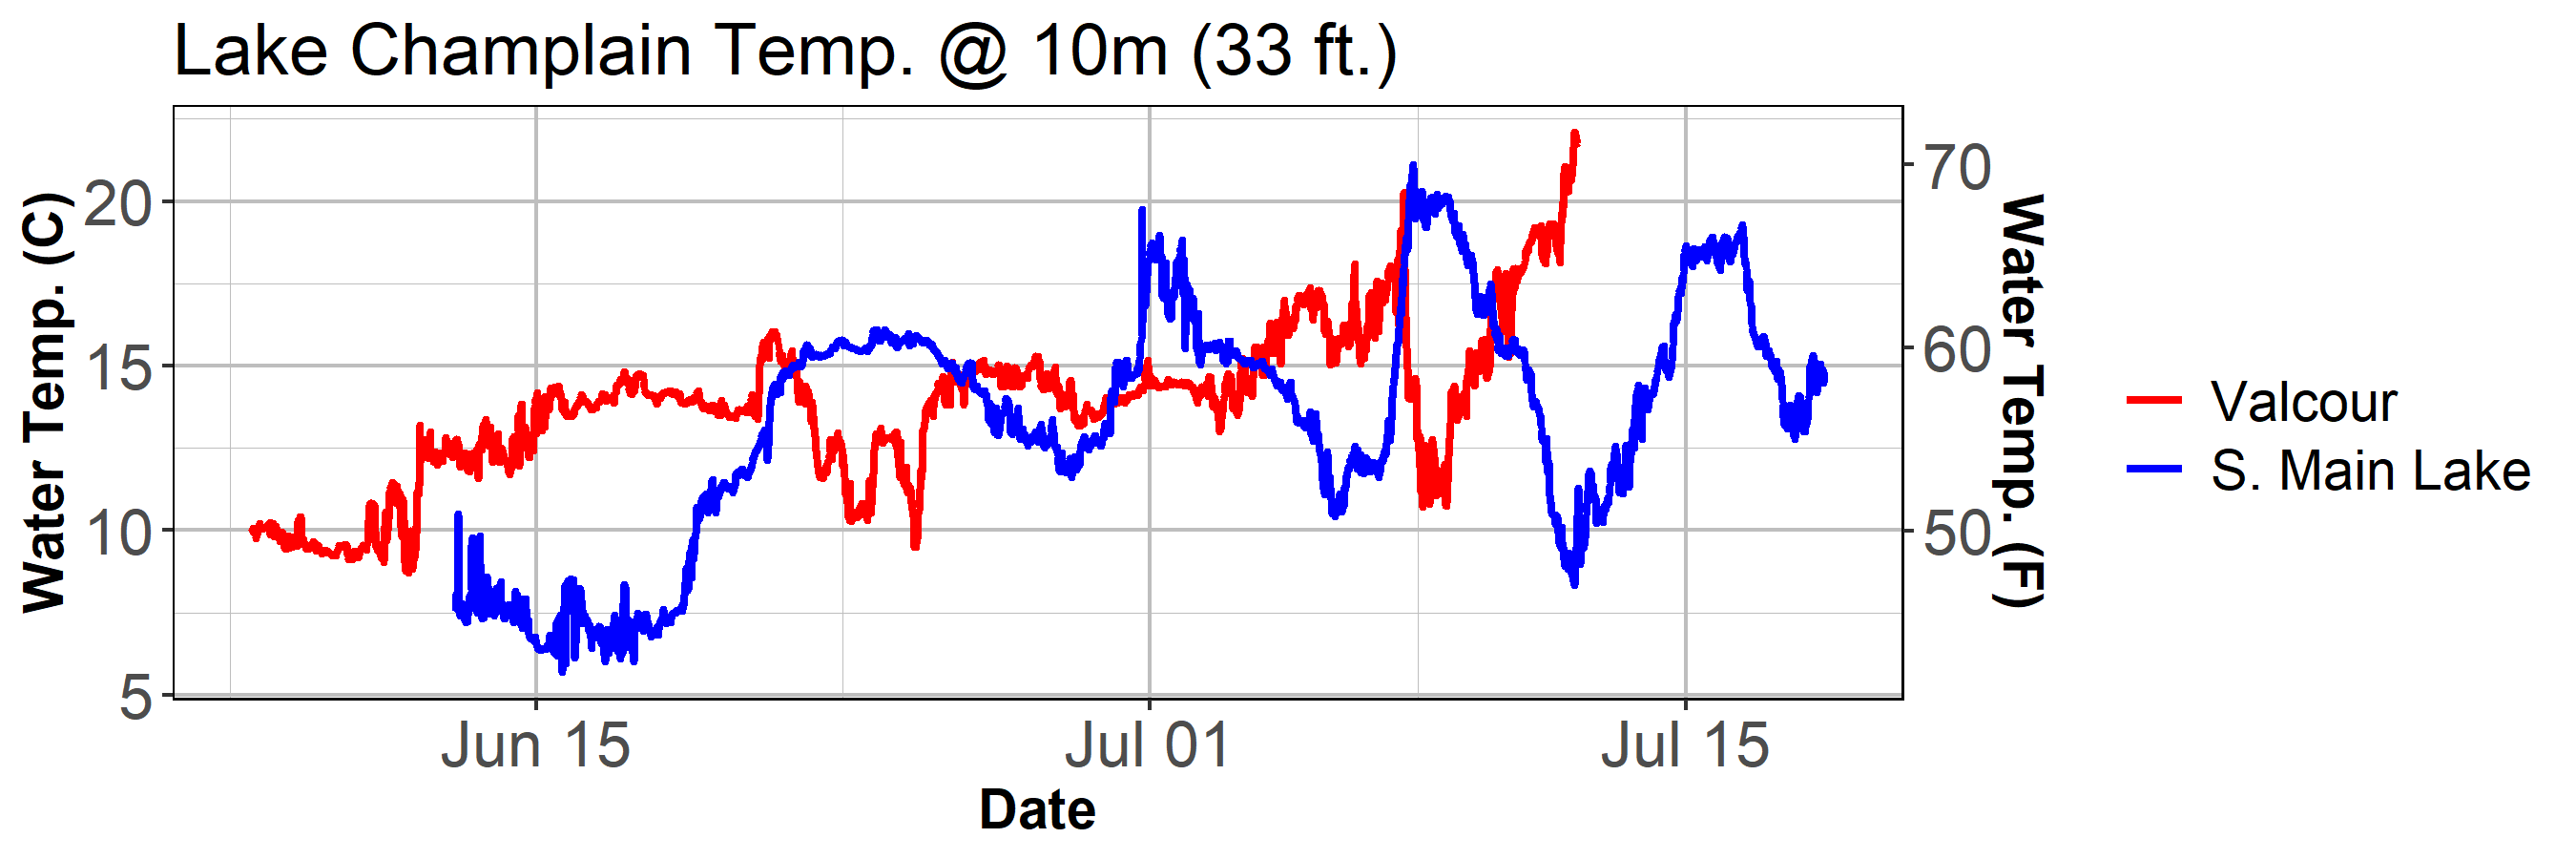 Lake Champlain Temp. @ 10m (33 ft.)
Water Temp. (C)
20
15
10
5
70
60
50
Water Temp. (F)
Jun 15
Jul 01
Jul 15
Date
Valcour
S. Main Lake